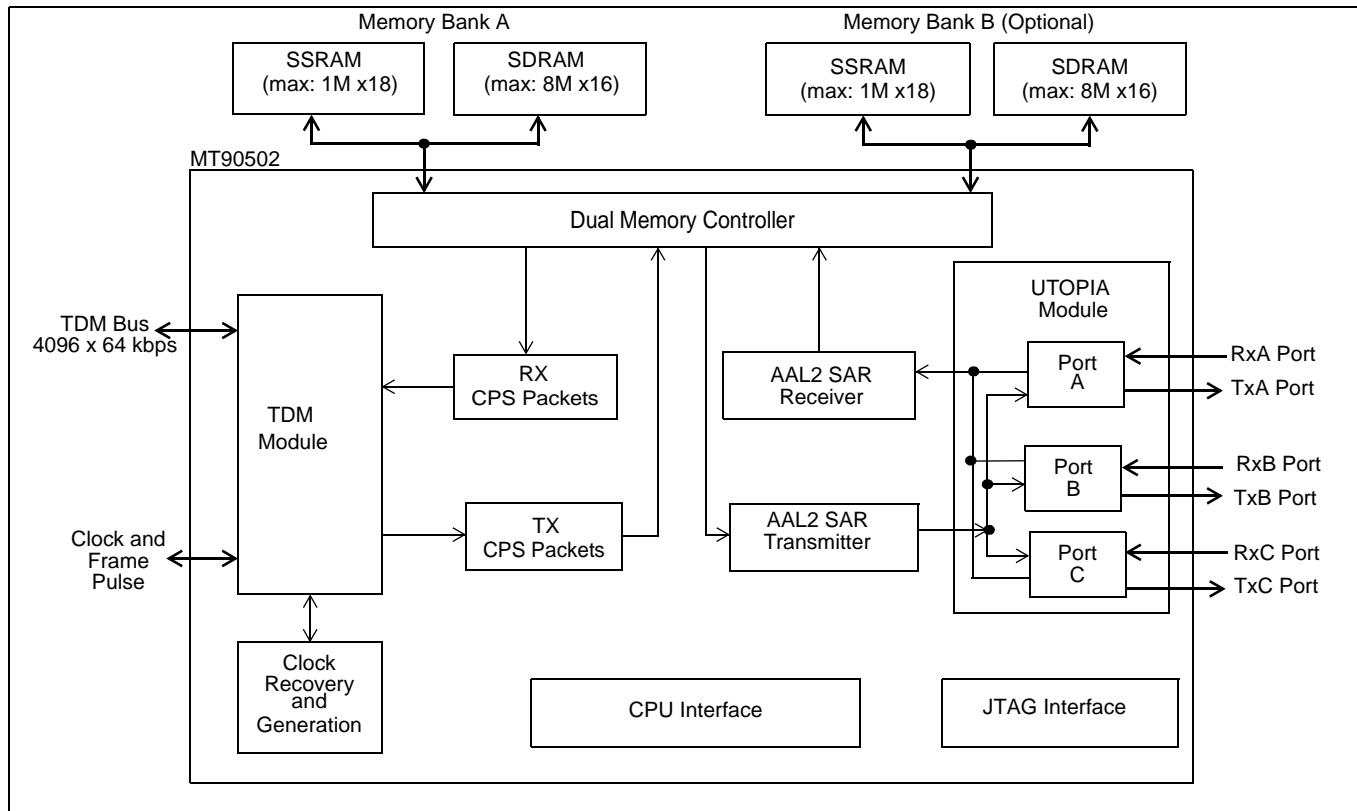 Memory Bank A
Memory Bank B (Optional)
SSRAM
(max: 1M x18)
SDRAM
(max: 8M x16)
SSRAM
(max: 1M x18)
SDRAM
(max: 8M x16)
MT90502
Dual Memory Controller
TDM Bus
4096 x 64 kbps
TDM
Module
RX
CPS Packets
AAL2 SAR
Receiver
UTOPIA
Module
Port
A
RxA Port
TxA Port
Port
B
RxB Port
TxB Port
Clock and
Frame
Pulse
TX
CPS Packets
AAL2 SAR
Transmitter
Port
C
RxC Port
TxC Port
Clock
Recovery
and
Generation
CPU Interface
JTAG Interface